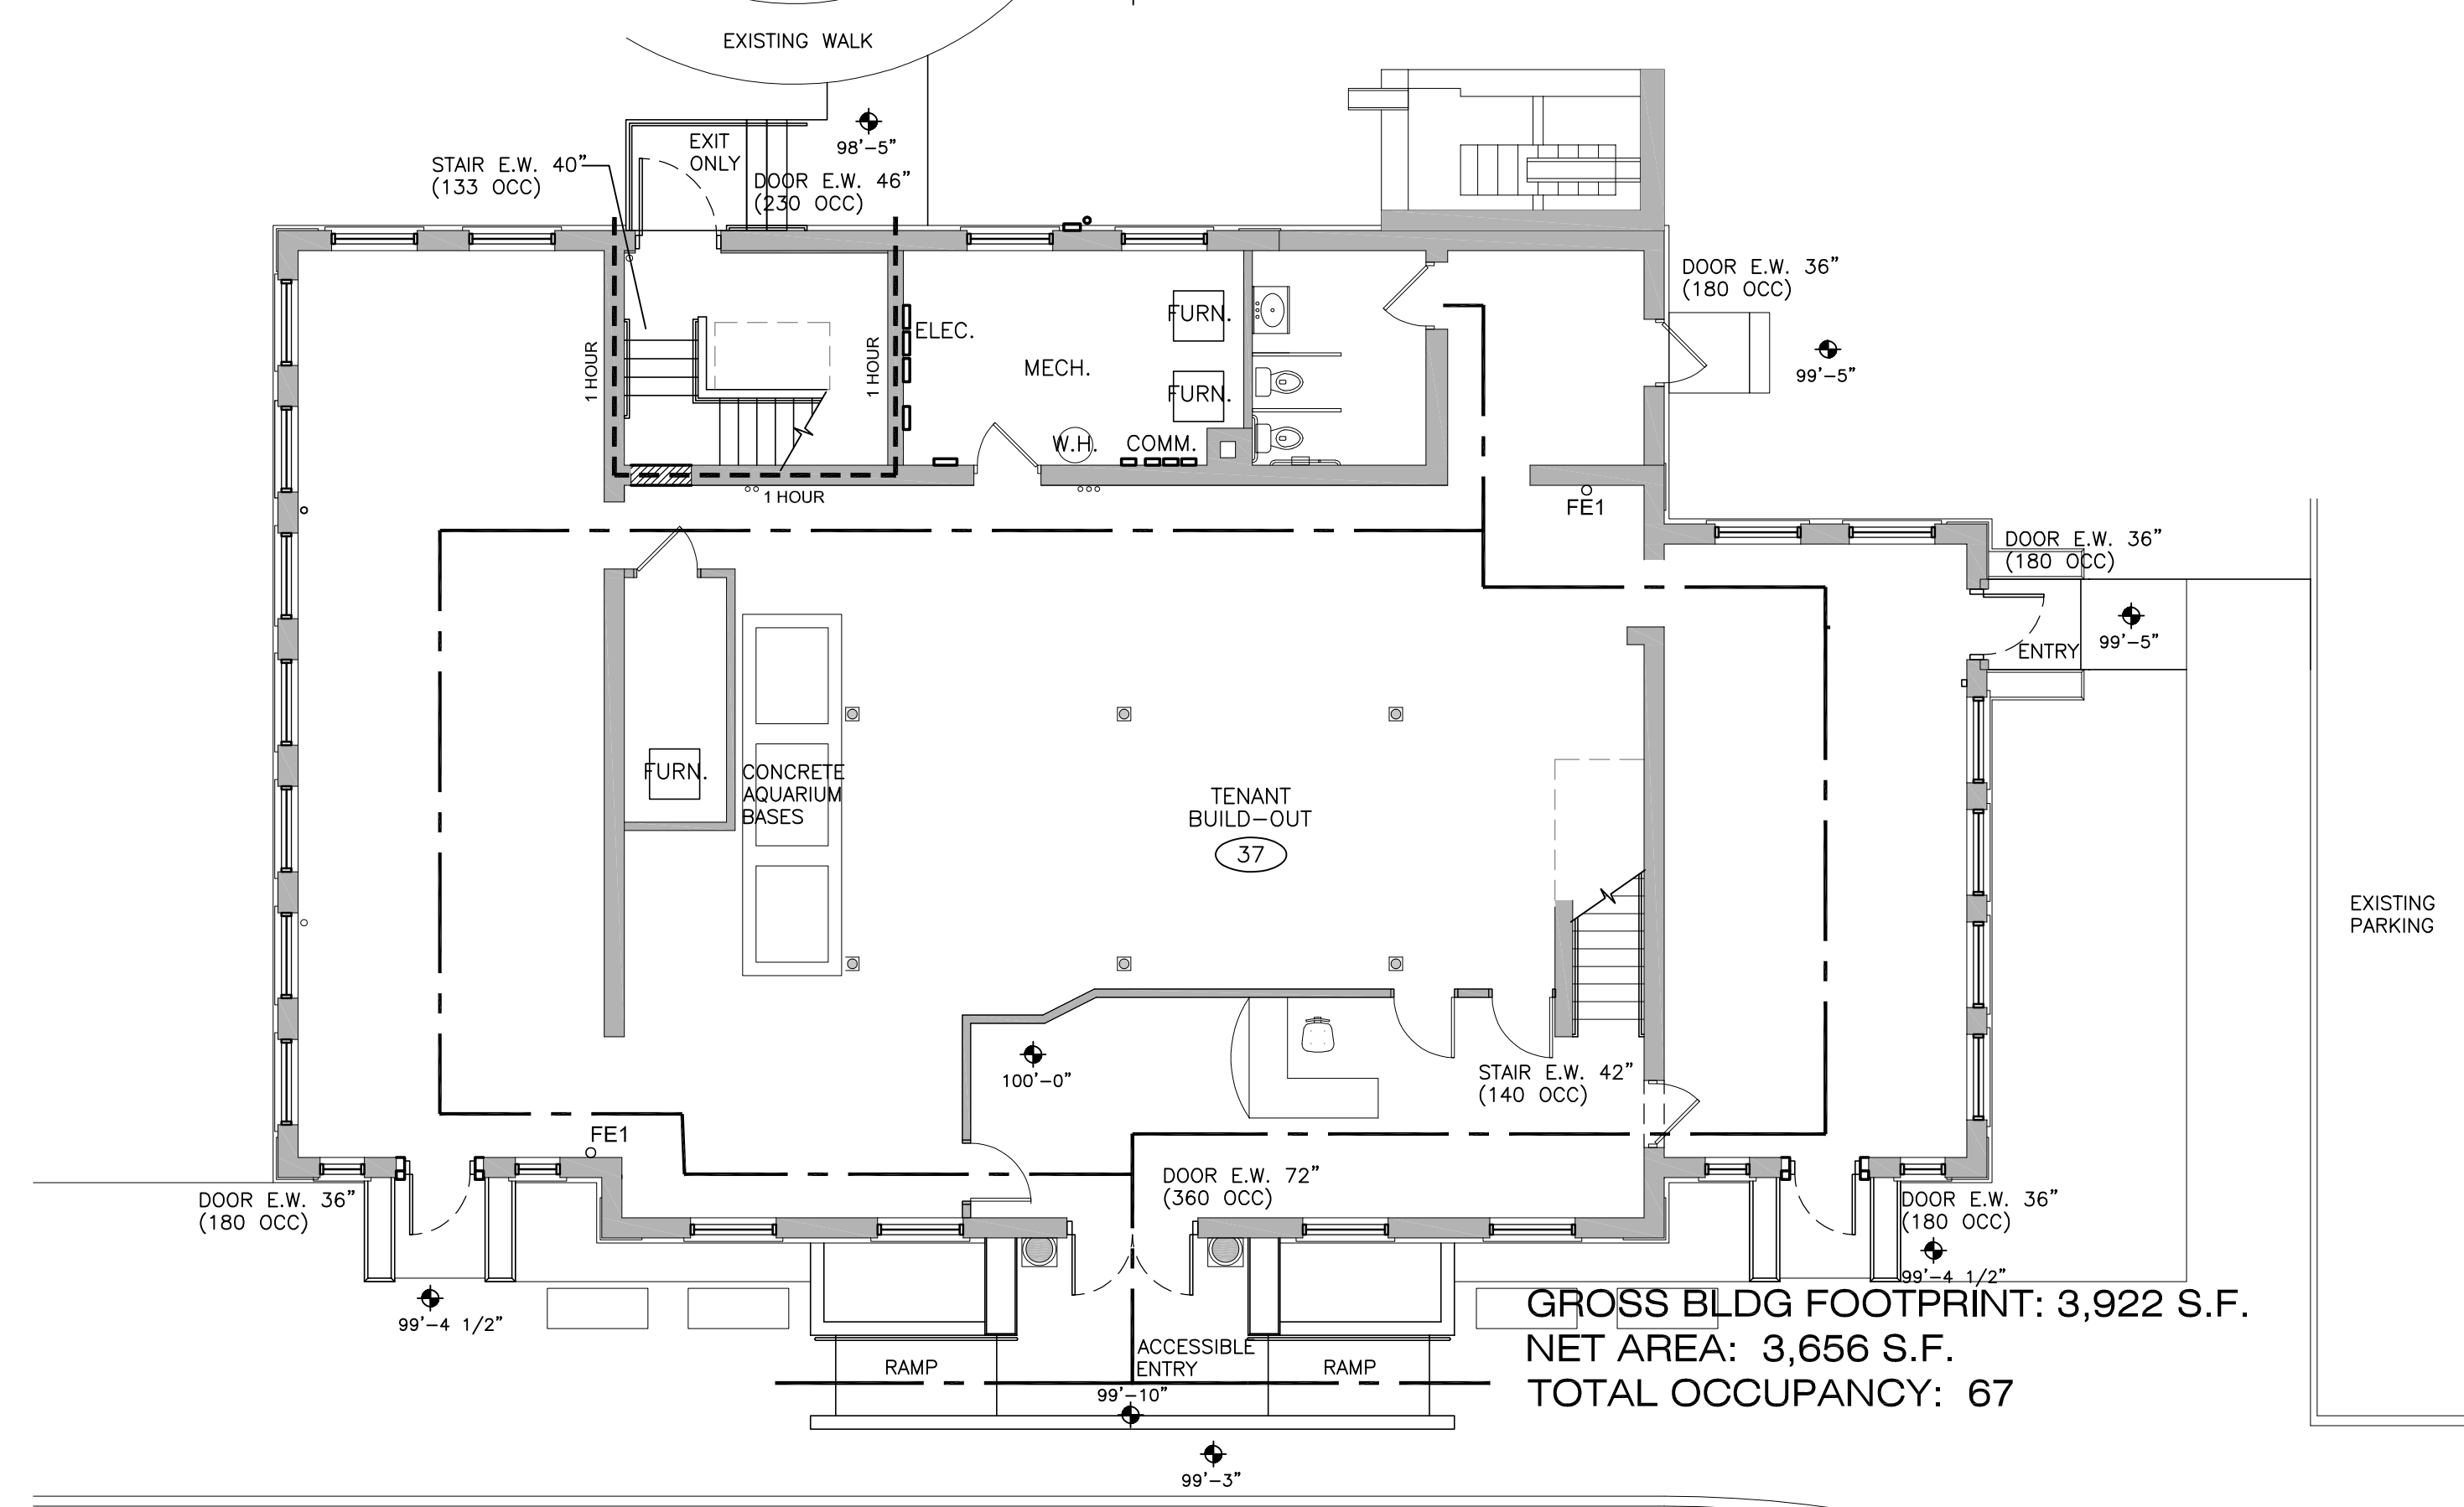 EXISTING WALK
EXIT
ONLY
98'-5"
STAIR E.W. 40"
(133 OCC)
DOOR E.W. 46"
(230 OCC)
DOOR E.W. 36"
(180 OCC)
99'-5"
1 HOUR
1 HOUR
ELEC.
MECH.
FURN.
FURN.
W.H.
COMM.
1 HOUR
FE1
DOOR E.W. 36"
(180 OCC)
ENTRY
99'-5"
FURN.
CONCRETE
AQUARIUM
BASES
TENANT
BUILD-OUT
37
EXISTING
PARKING
100'-0"
STAIR E.W. 42"
(140 OCC)
FE1
DOOR E.W. 72"
(360 OCC)
DOOR E.W. 36"
(180 OCC)
DOOR E.W. 36"
(180 OCC)
99'-4 1/2"
99'-4 1/2"
RAMP
ACCESSIBLE
ENTRY
RAMP
99'-10"
99'-3"
GROSS BLDG FOOTPRINT: 3,922 S.F.
NET AREA: 3,656 S.F.
TOTAL OCCUPANCY: 67